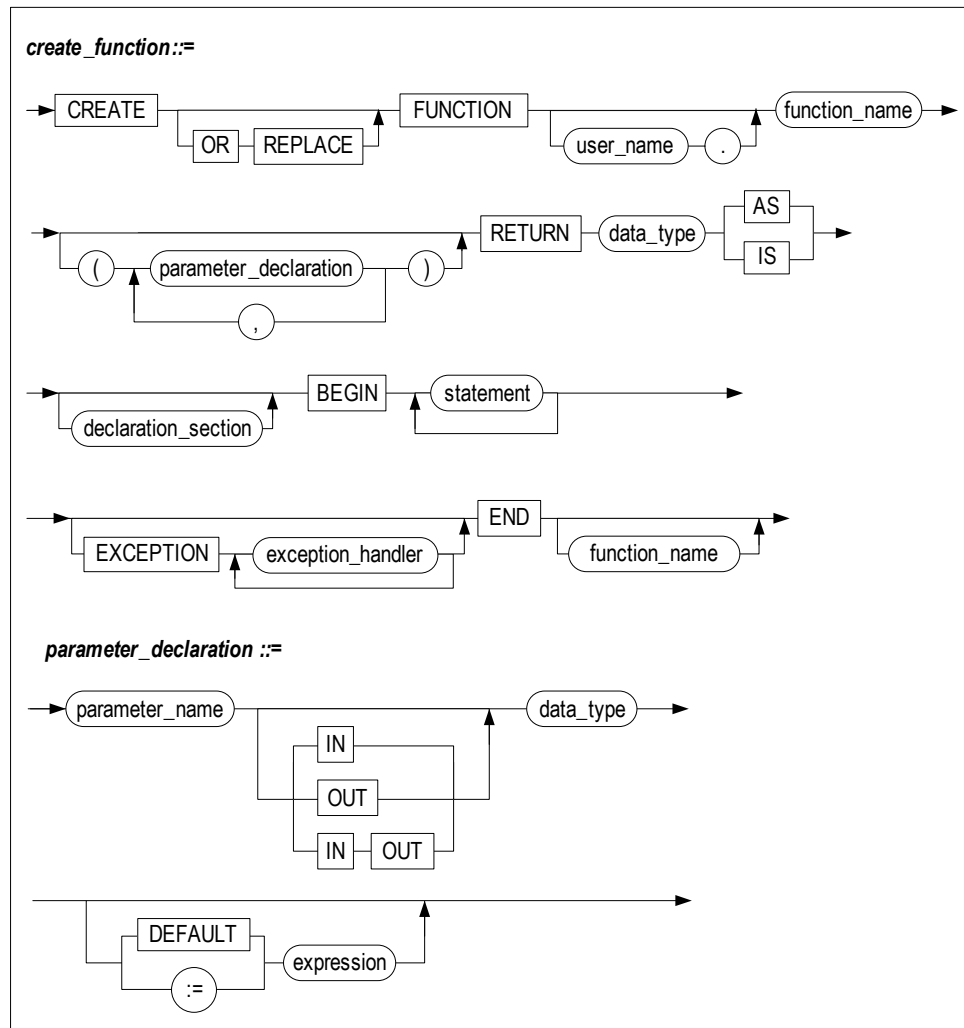 create_function::=
CREATE OR REPLACE FUNCTION user_name . function_name
( parameter_declaration , ) RETURN data_type AS IS
declaration_section BEGIN statement
EXCEPTION exception_handler END function_name
parameter_declaration ::=
parameter_name IN OUT IN OUT data_type
DEFAULT := expression